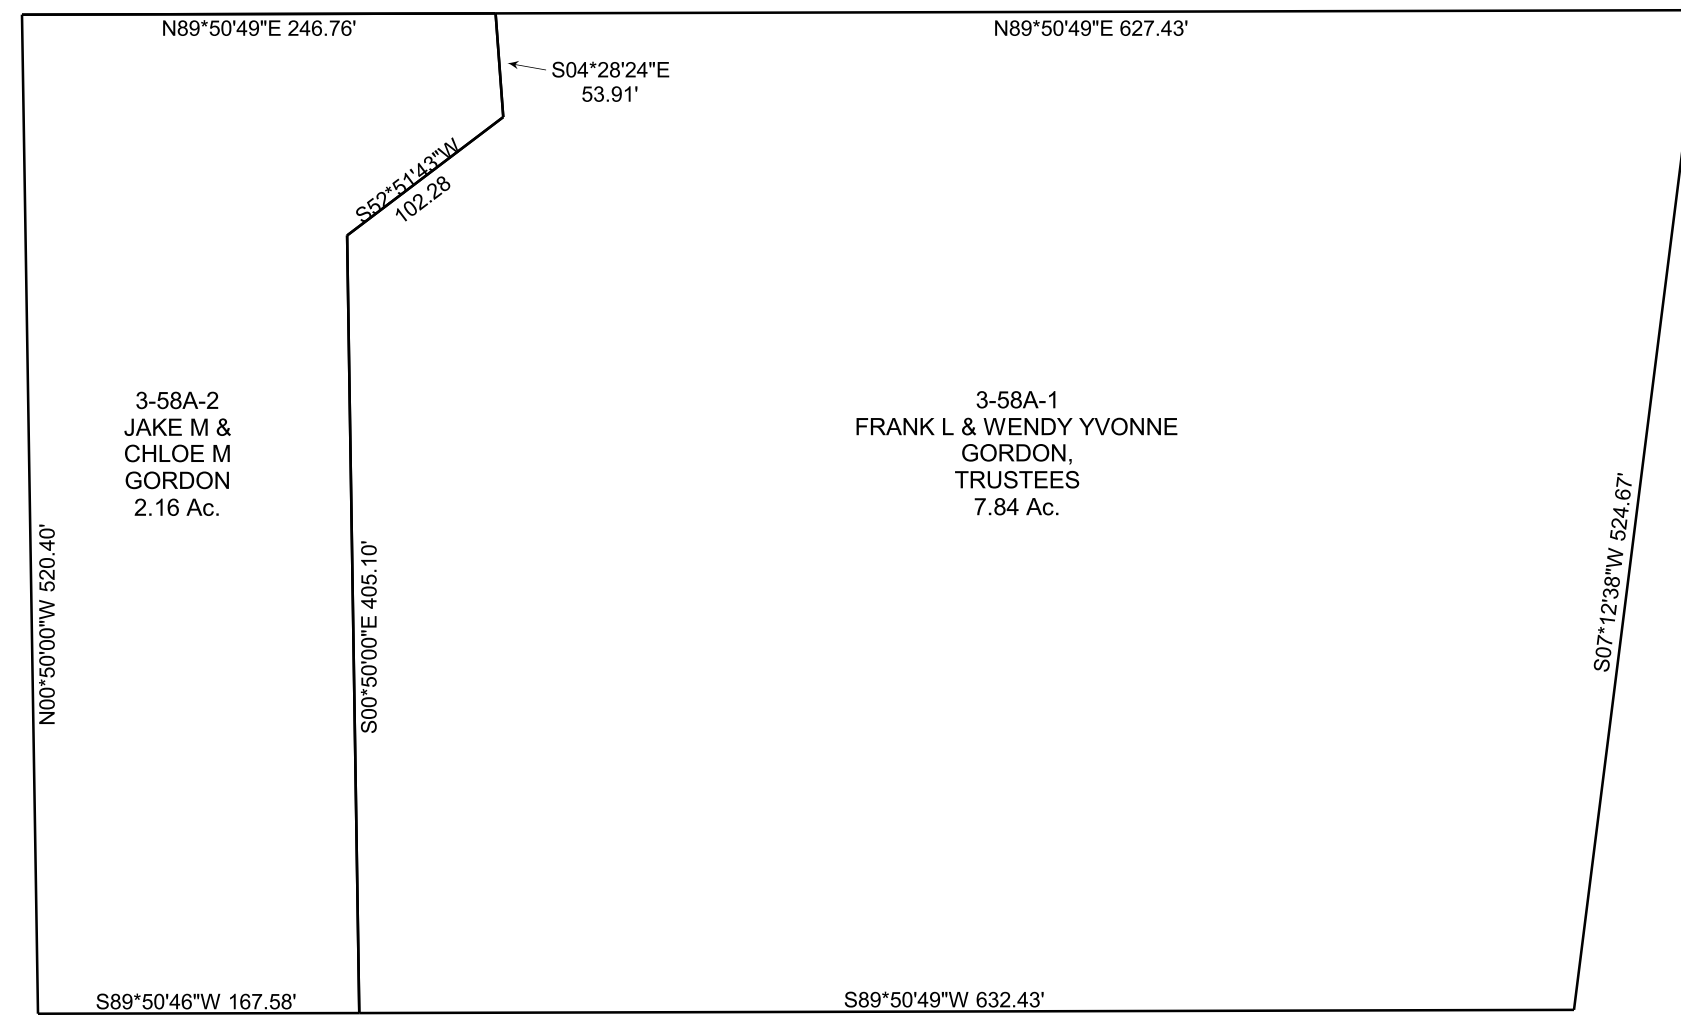 N89*50'49"E 246.76'
N89*50'49"E 627.43'
S04*28'24"E
53.91'
S52*51'43"W
102.28
3-58A-2
JAKE M &
CHLOE M
GORDON
2.16 Ac.
3-58A-1
FRANK L & WENDY YVONNE
GORDON,
TRUSTEES
7.84 Ac.
N00*50'00"W 520.40'
S00*50'00"E 405.10'
S07*12'38"W 524.67'
S89*50'46"W 167.58'
S89*50'49"W 632.43'